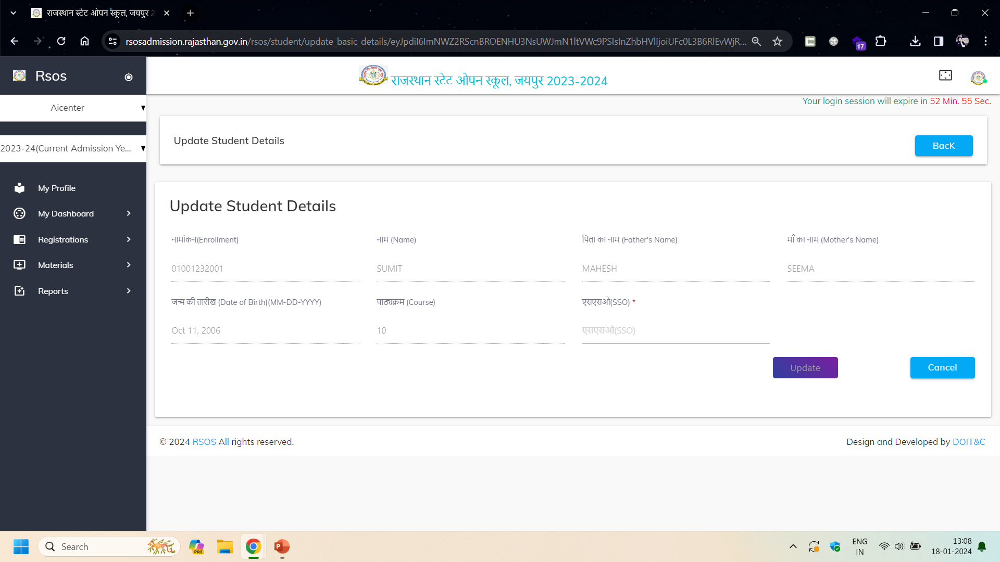 राजस्थान स्टेट ओपन स्कूल, जयपुर 2
rsosadmission.rajasthan.gov.in/rsos/student/update_basic_details/
17
Rsos
राजस्थान स्टेट ओपन स्कूल, जयपुर 2023-2024
Your login session will expire in 52 Min. 55 Sec.
Aicenter
2023-24(Current Admission Ye...
My Profile
My Dashboard
Registrations
Materials
Reports
Update Student Details
BacK
Update Student Details
नामांकन(Enrollment) नाम (Name) पिता का नाम (Father's Name) माँ का नाम (Mother's Name)
01001232001 SUMIT MAHESH SEEMA
जन्म की तारीख (Date of Birth)(MM-DD-YYYY) पाठ्यक्रम (Course) एसएसओ(SSO) *
Oct 11, 2006 10 एसएसओ(SSO)
Update Cancel
© 2024 RSOS All rights reserved. Design and Developed by DOIT&C
Search
PRE
ENG
IN
13:08
18-01-2024